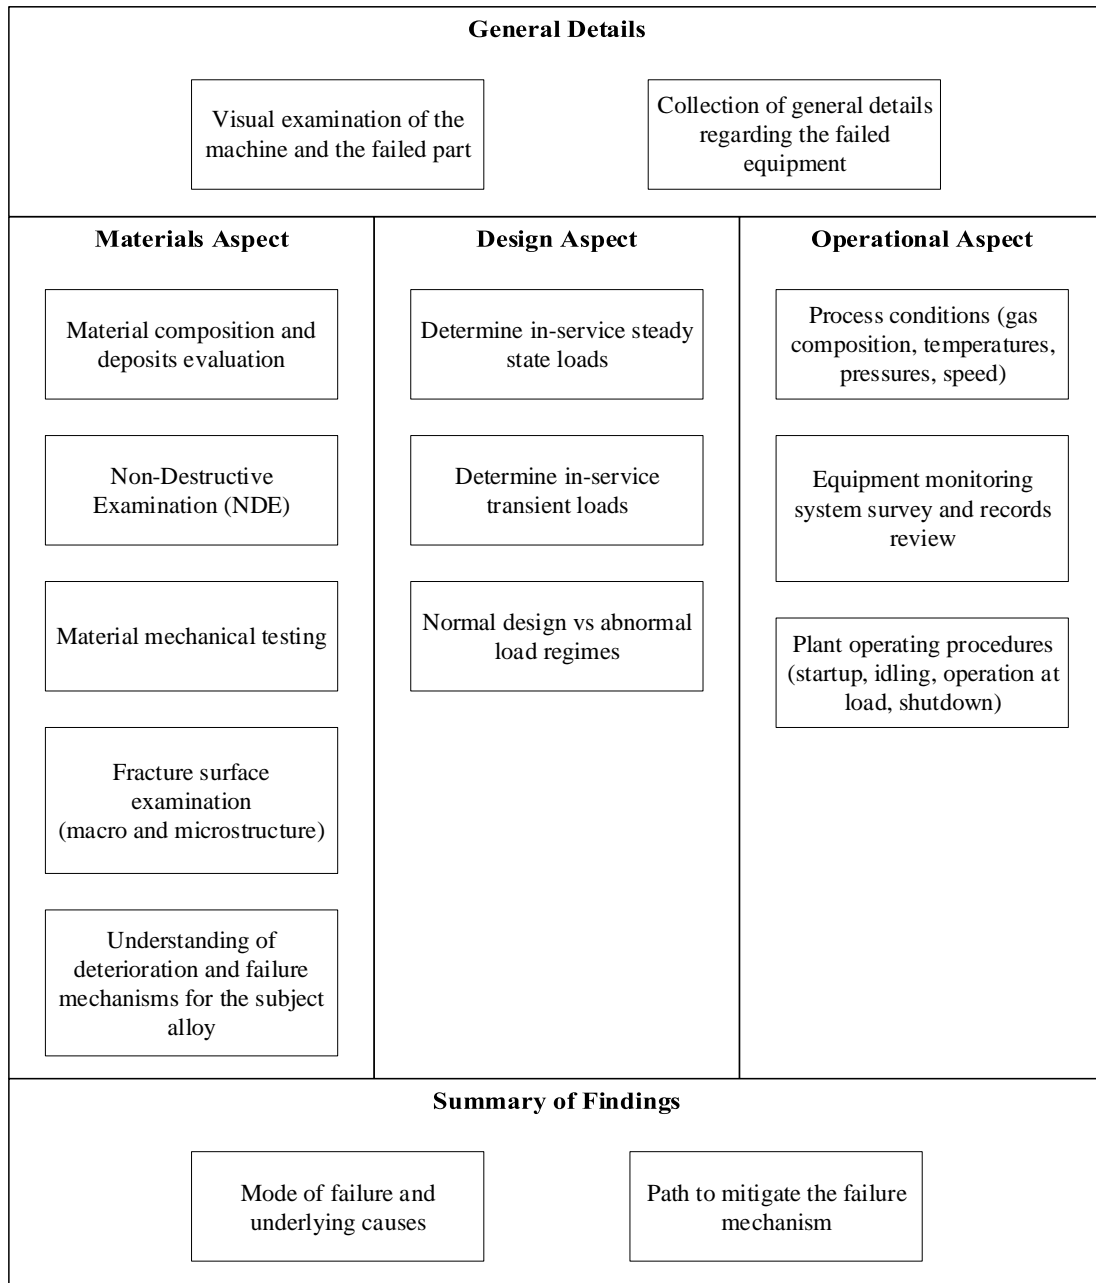 General Details
Visual examination of the
machine and the failed part
Collection of general details
regarding the failed
equipment
Materials Aspect
Material composition and
deposits evaluation
Non-Destructive
Examination (NDE)
Material mechanical testing
Fracture surface
examination
(macro and microstructure)
Understanding of
deterioration and failure
mechanisms for the subject
alloy
Design Aspect
Determine in-service steady
state loads
Determine in-service
transient loads
Normal design vs abnormal
load regimes
Operational Aspect
Process conditions (gas
composition, temperatures,
pressures, speed)
Equipment monitoring
system survey and records
review
Plant operating procedures
(startup, idling, operation at
load, shutdown)
Summary of Findings
Mode of failure and
underlying causes
Path to mitigate the failure
mechanism